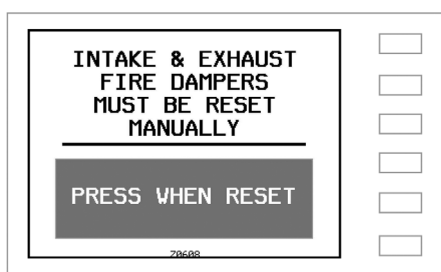 INTAKE & EXHAUST
FIRE DAMPERS
MUST BE RESET
MANUALLY
PRESS WHEN RESET
Z0608